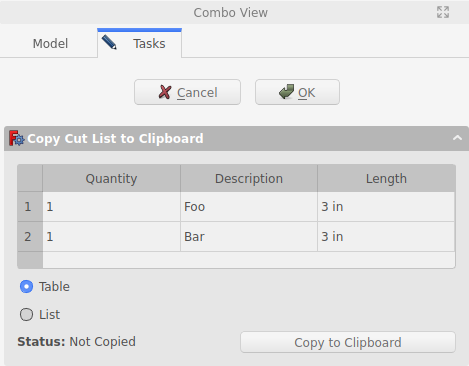 Combo View
Model Tasks
Cancel OK
Copy Cut List to Clipboard
Quantity Description Length
1 1 Foo 3 in
2 1 Bar 3 in
Table
List
Status: Not Copied Copy to Clipboard